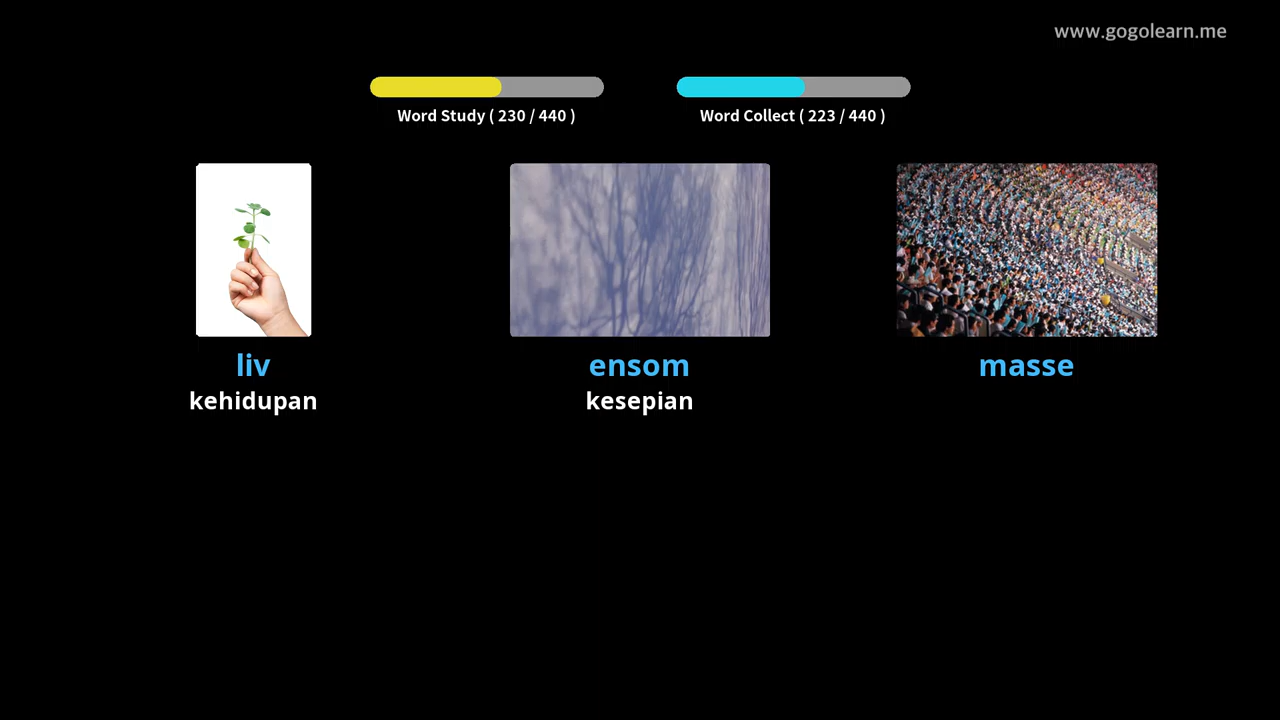 www.gogolearn.me
Word Study ( 230 / 440 )
Word Collect ( 223 / 440 )
liv
kehidupan
ensom
kesepian
masse